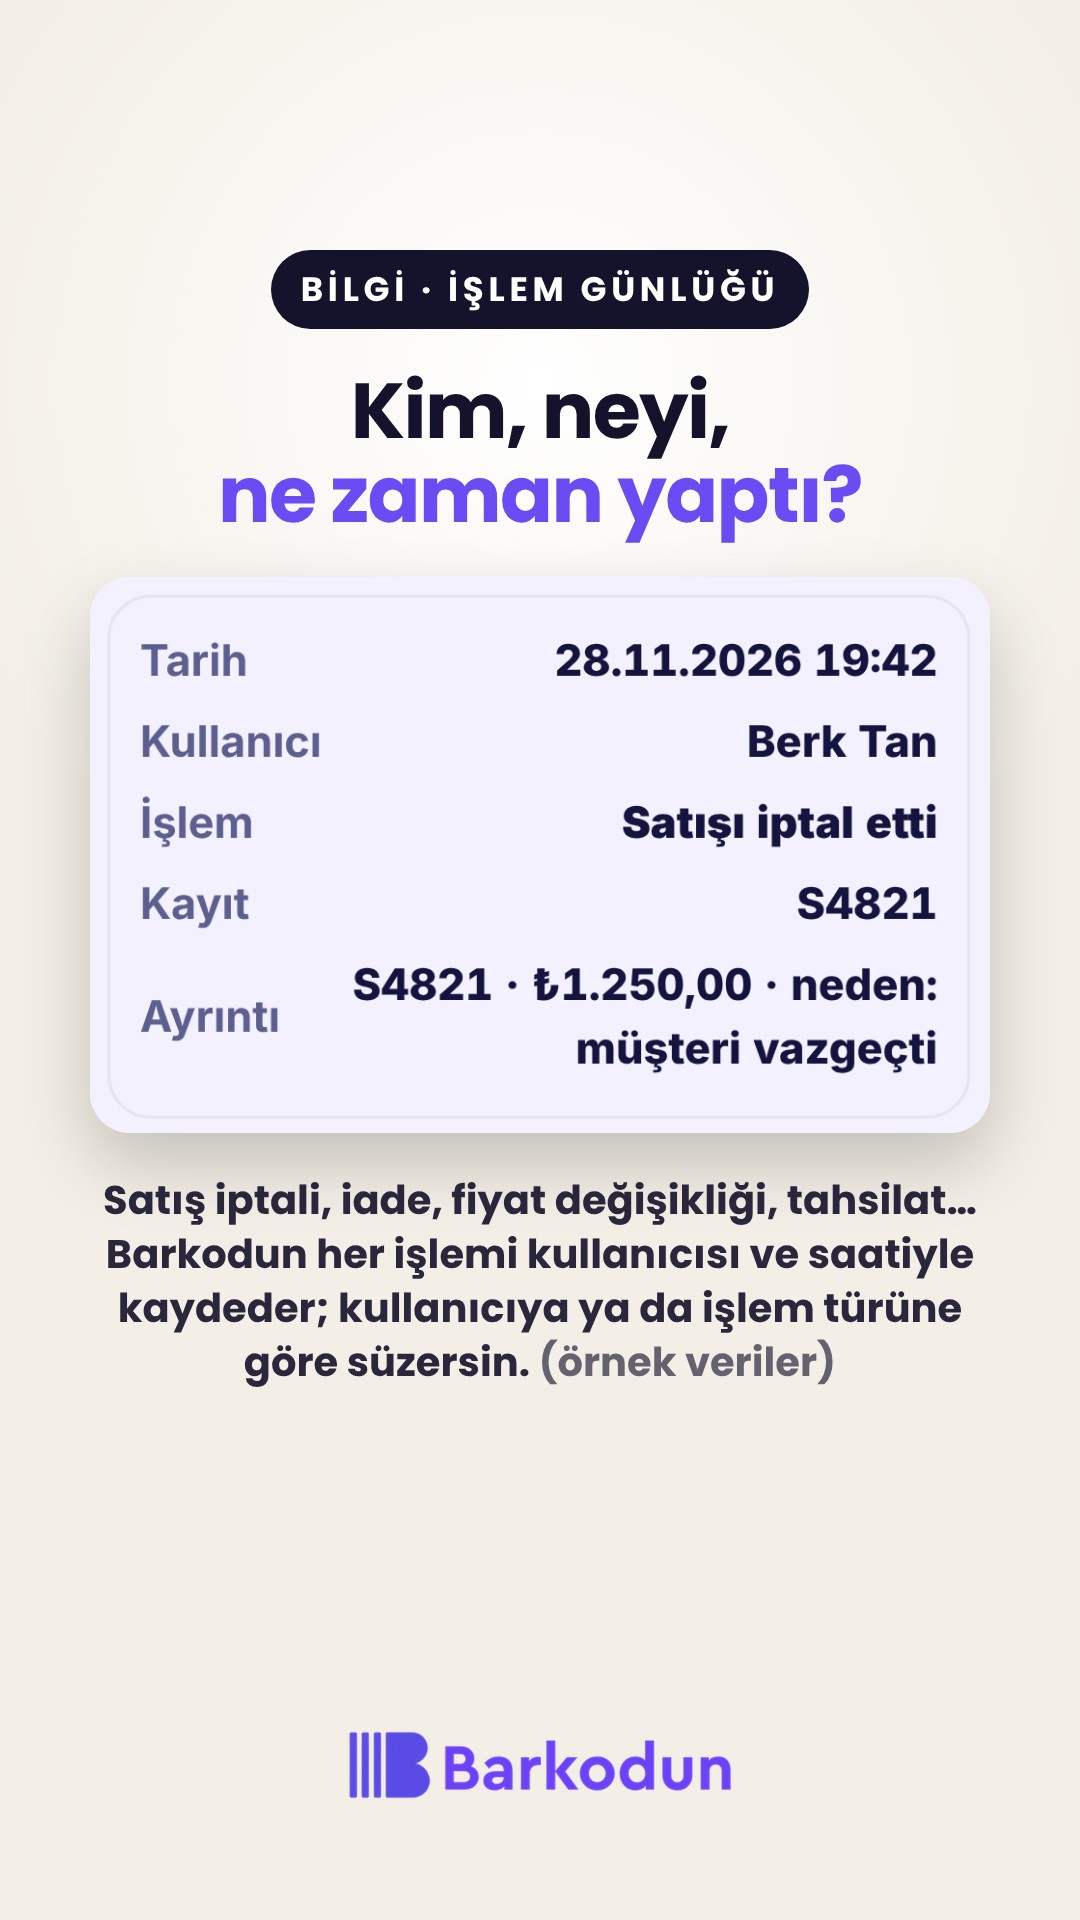 BİLGİ · İŞLEM GÜNLÜĞÜ
Kim, neyi,
ne zaman yaptı?
Tarih 28.11.2026 19:42
Kullanıcı Berk Tan
İşlem Satışı iptal etti
Kayıt S4821
Ayrıntı S4821 · ₺1.250,00 · neden:
müşteri vazgeçti
Satış iptali, iade, fiyat değişikliği, tahsilat…
Barkodun her işlemi kullanıcısı ve saatiyle
kaydeder; kullanıcıya ya da işlem türüne
göre süzersin. (örnek veriler)
Barkodun